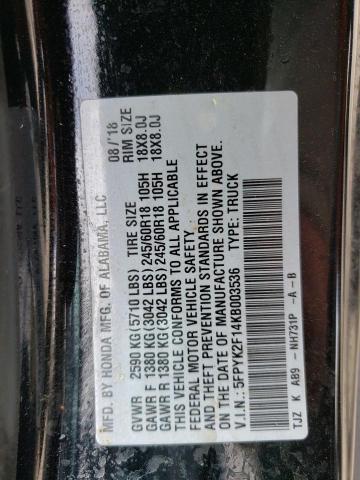 MFG. BY HONDA MFG. OF ALABAMA, LLC 08/'18
TIRE SIZE RIM SIZE
GVWR 2590 KG(5710 LBS)
GAWR F 1380 KG(3042 LBS) 245/60R18 105H 18X8.0J
GAWR R 1380 KG(3042 LBS) 245/60R18 105H 18X8.0J
THIS VEHICLE CONFORMS TO ALL APPLICABLE
FEDERAL MOTOR VEHICLE SAFETY
AND THEFT PREVENTION STANDARDS IN EFFECT
ON THE DATE OF MANUFACTURE SHOWN ABOVE.
V.I.N.: 5FPYK2F14KB003536 TYPE: TRUCK
TJZ K AB9 - NH731P -A -B